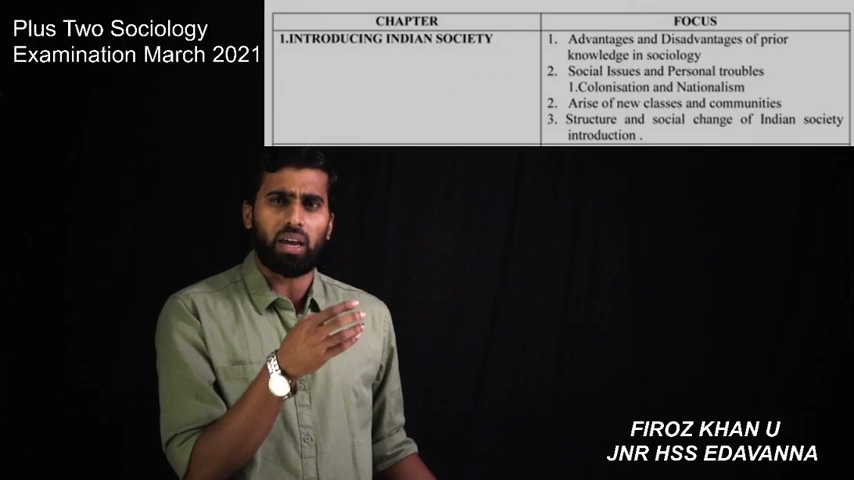 Plus Two Sociology
Examination March 2021
CHAPTER FOCUS
1.INTRODUCING INDIAN SOCIETY
1. Advantages and Disadvantages of prior
knowledge in sociology
2. Social Issues and Personal troubles
1.Colonisation and Nationalism
2. Arise of new classes and communities
3. Structure and social change of Indian society
introduction .
FIROZ KHAN U
JNR HSS EDAVANNA